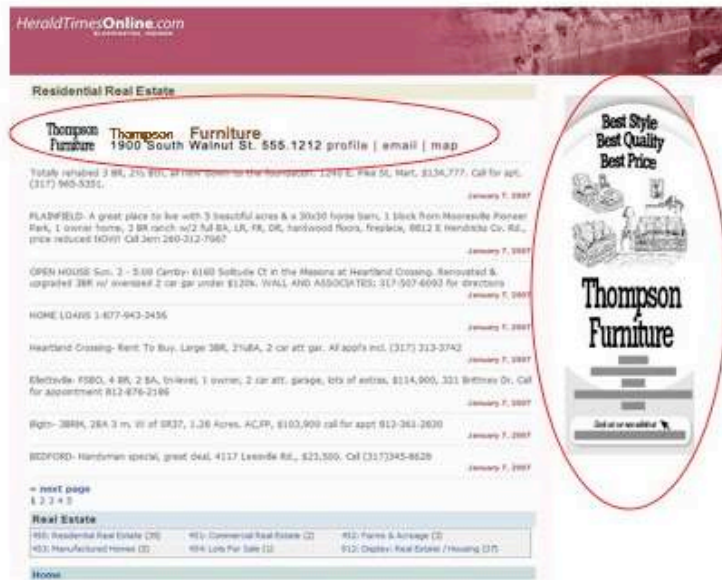 HeraldTimesOnline.com
BLOOMINGTON, INDIANA
Residential Real Estate
Thompson
Furniture
Thompson Furniture
1900 South Walnut St. 555.1212 profile | email | map
Totally rehabed 3 BR, 2½ Bth, all new down to the foundation. 1240 E. Pike St, Mart. $134,777. Call for apt.
(317) 965-5351.
January 7, 2007
PLAINFIELD- A great place to live with 5 beautiful acres & a 30x30 horse barn, 1 block from Mooresville Pioneer
Park, 1 owner home, 3 BR ranch w/2 full BA, LR, FR, DR, hardwood floors, fireplace, 8812 E Hendricks Co. Rd.,
price reduced NOW!! Call Jerri 260-312-7967
January 7, 2007
OPEN HOUSE Sun. 2 - 5:00 Camby- 6160 Solitude Ct in the Masons at Heartland Crossing. Renovated &
upgraded 3BR w/ oversized 2 car gar under $120k. WALL AND ASSOCIATES; 317-507-6093 for directions
January 7, 2007
HOME LOANS 1-877-943-3456
January 7, 2007
Heartland Crossing- Rent To Buy. Large 3BR, 2½BA, 2 car att gar. All appl's incl. (317) 313-3742
January 7, 2007
Ellettsville- FSBO, 4 BR, 2 BA, tri-level, 1 owner, 2 car att. garage, lots of extras, $114,900, 331 Brittney Dr. Call
for appointment 812-876-2186
January 7, 2007
Blgtn- 3BRM, 2BA 3 m. W of SR37, 1.26 Acres. AC,FP, $103,900 call for appt 812-361-2630
January 7, 2007
BEDFORD- Handyman special, great deal, 4117 Leesville Rd., $23,500. Call (317)345-8629
January 7, 2007
« next page
1 2 3 4 5
Real Estate
450: Residential Real Estate (39) 451: Commercial Real Estate (2) 452: Farms & Acreage (3)
453: Manufactured Homes (5) 454: Lots For Sale (1) 912: Display: Real Estate / Housing (37)
Home
Best Style
Best Quality
Best Price
Thompson
Furniture